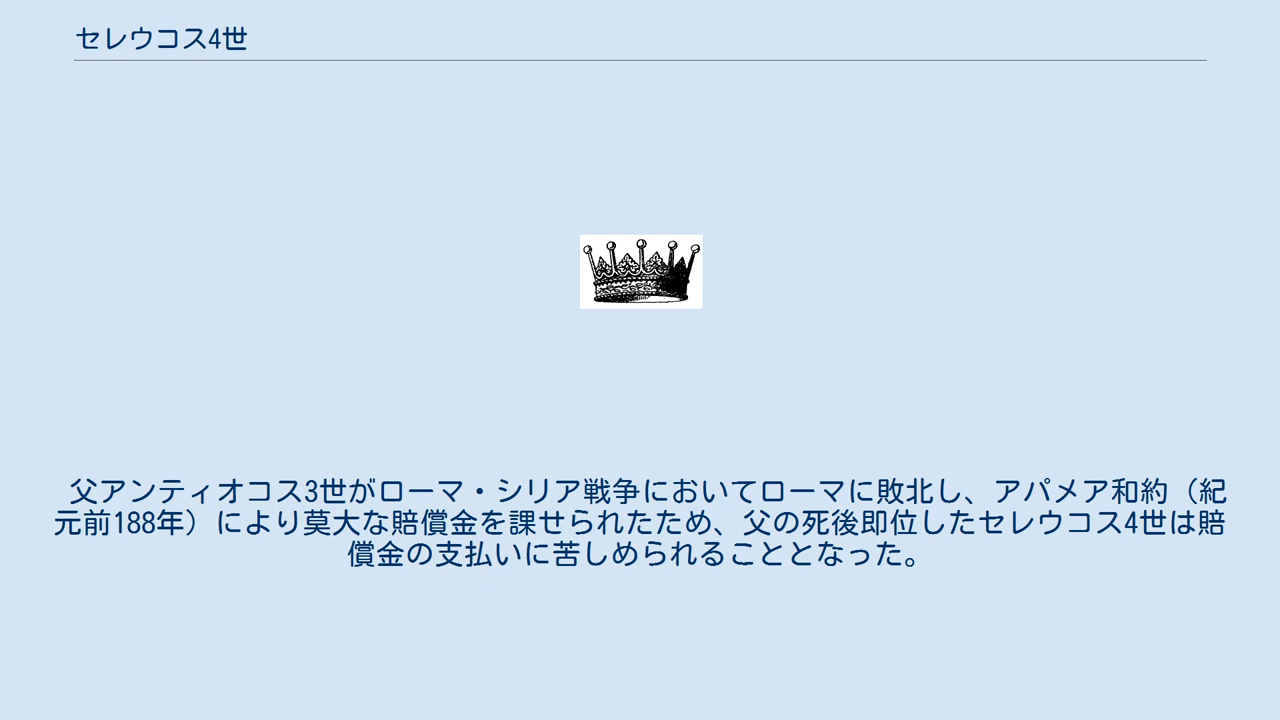 セレウコス4世
父アンティオコス3世がローマ・シリア戦争においてローマに敗北し、アパメア和約（紀
元前188年）により莫大な賠償金を課せられたため、父の死後即位したセレウコス4世は賠
償金の支払いに苦しめられることとなった。